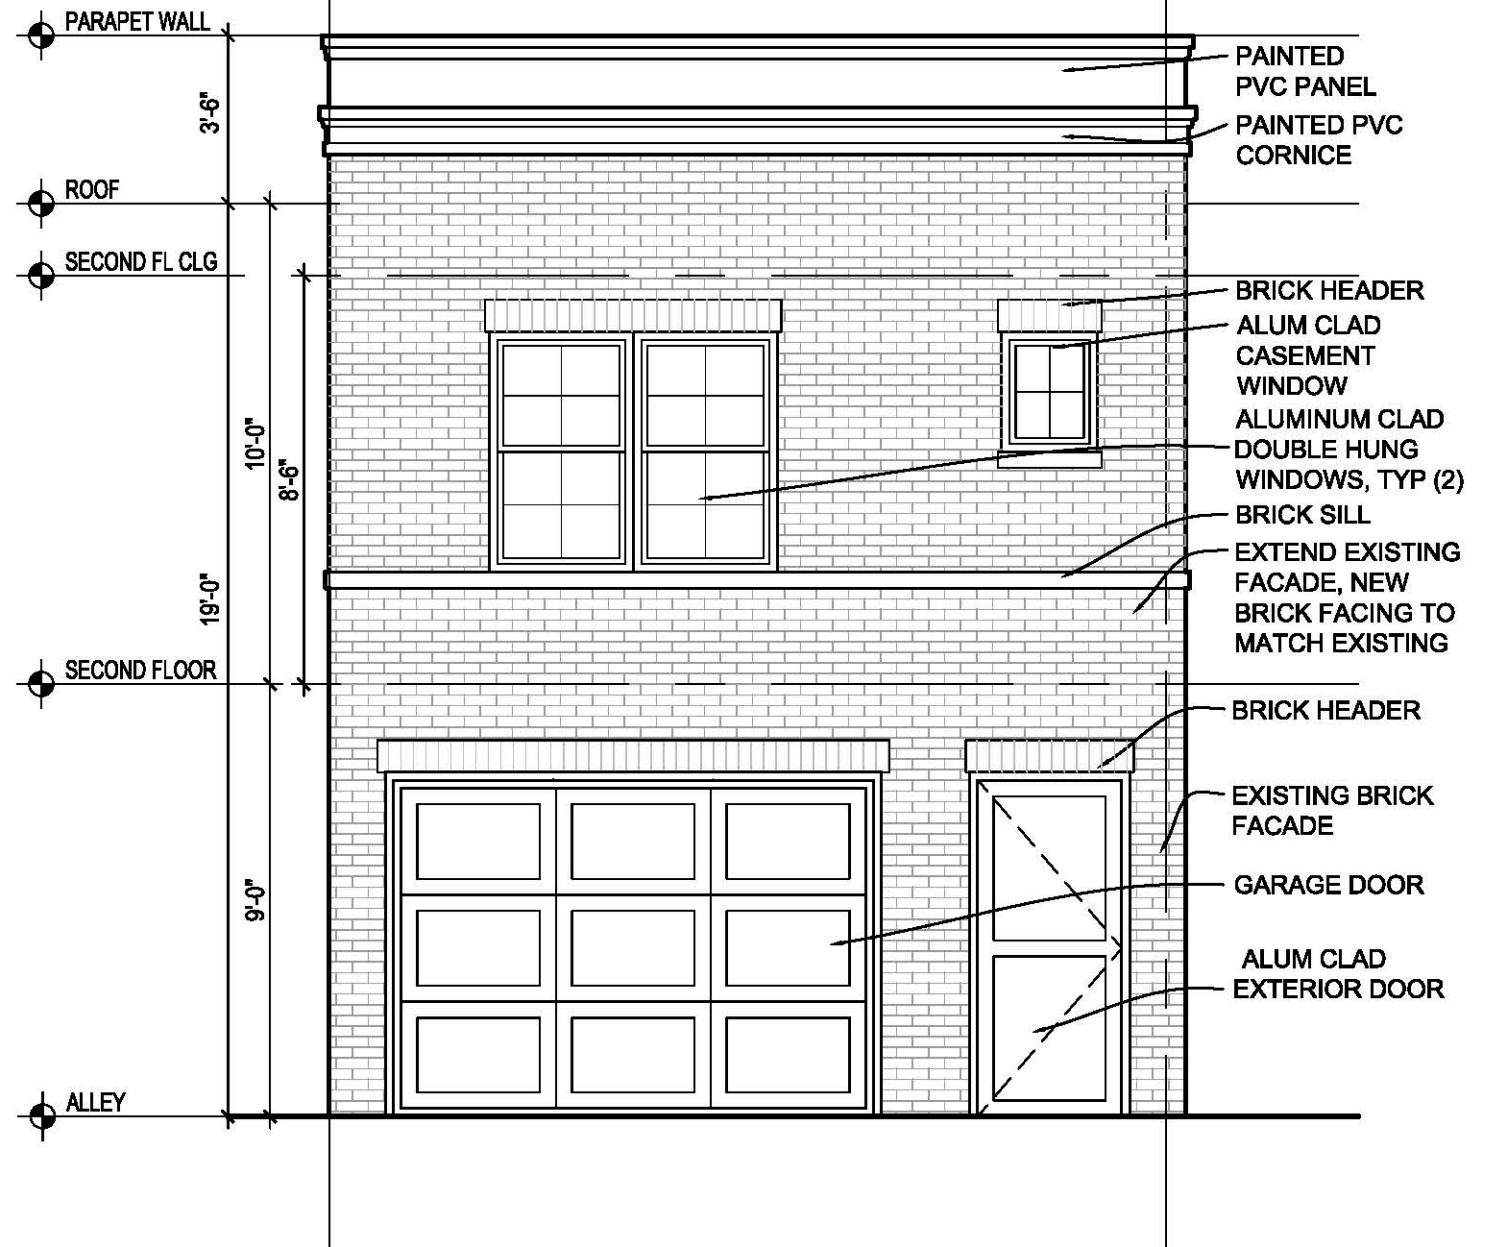 PARAPET WALL
3'-6"
ROOF
SECOND FL CLG
10'-0"
8'-6"
19'-0"
SECOND FLOOR
9'-0"
ALLEY
PAINTED
PVC PANEL
PAINTED PVC
CORNICE
BRICK HEADER
ALUM CLAD
CASEMENT
WINDOW
ALUMINUM CLAD
DOUBLE HUNG
WINDOWS, TYP (2)
BRICK SILL
EXTEND EXISTING
FACADE, NEW
BRICK FACING TO
MATCH EXISTING
BRICK HEADER
EXISTING BRICK
FACADE
GARAGE DOOR
ALUM CLAD
EXTERIOR DOOR